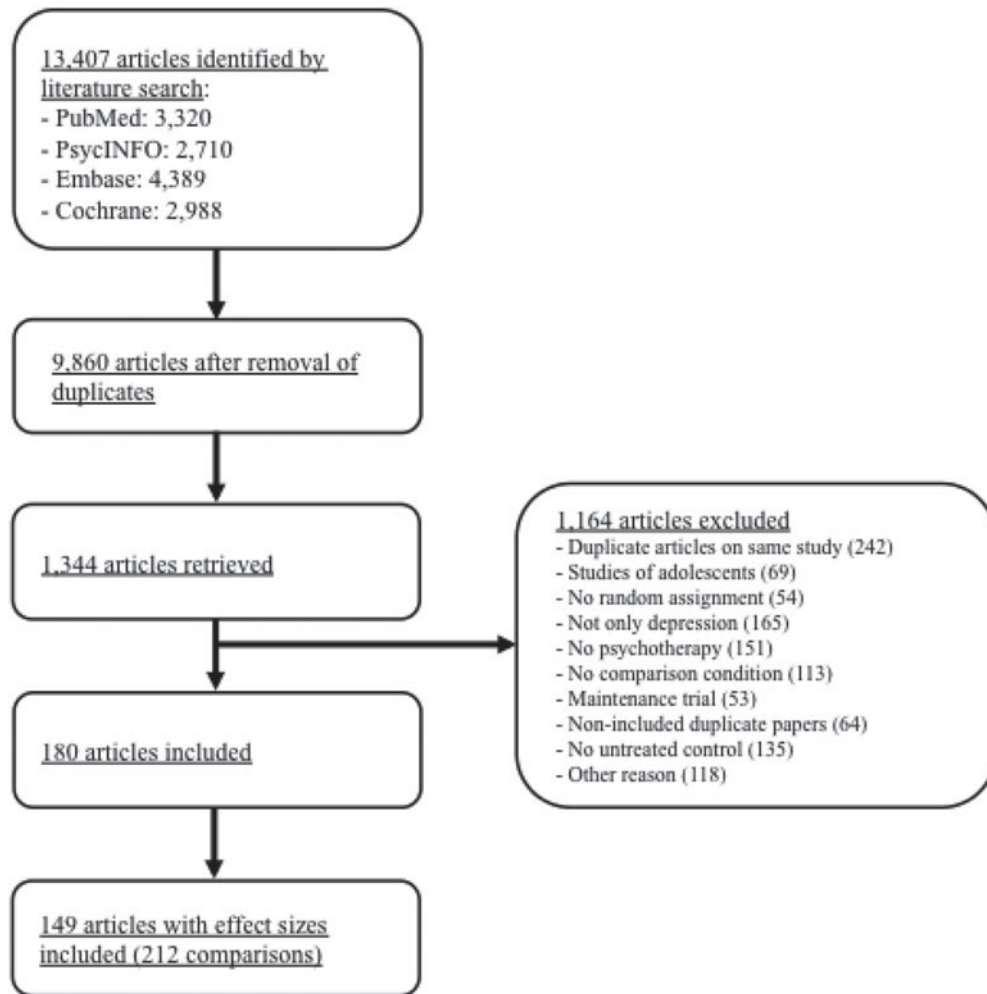 13,407 articles identified by
literature search:
- PubMed: 3,320
- PsycINFO: 2,710
- Embase: 4,389
- Cochrane: 2,988
9,860 articles after removal of
duplicates
1,344 articles retrieved
1,164 articles excluded
- Duplicate articles on same study (242)
- Studies of adolescents (69)
- No random assignment (54)
- Not only depression (165)
- No psychotherapy (151)
- No comparison condition (113)
- Maintenance trial (53)
- Non-included duplicate papers (64)
- No untreated control (135)
- Other reason (118)
180 articles included
149 articles with effect sizes
included (212 comparisons)